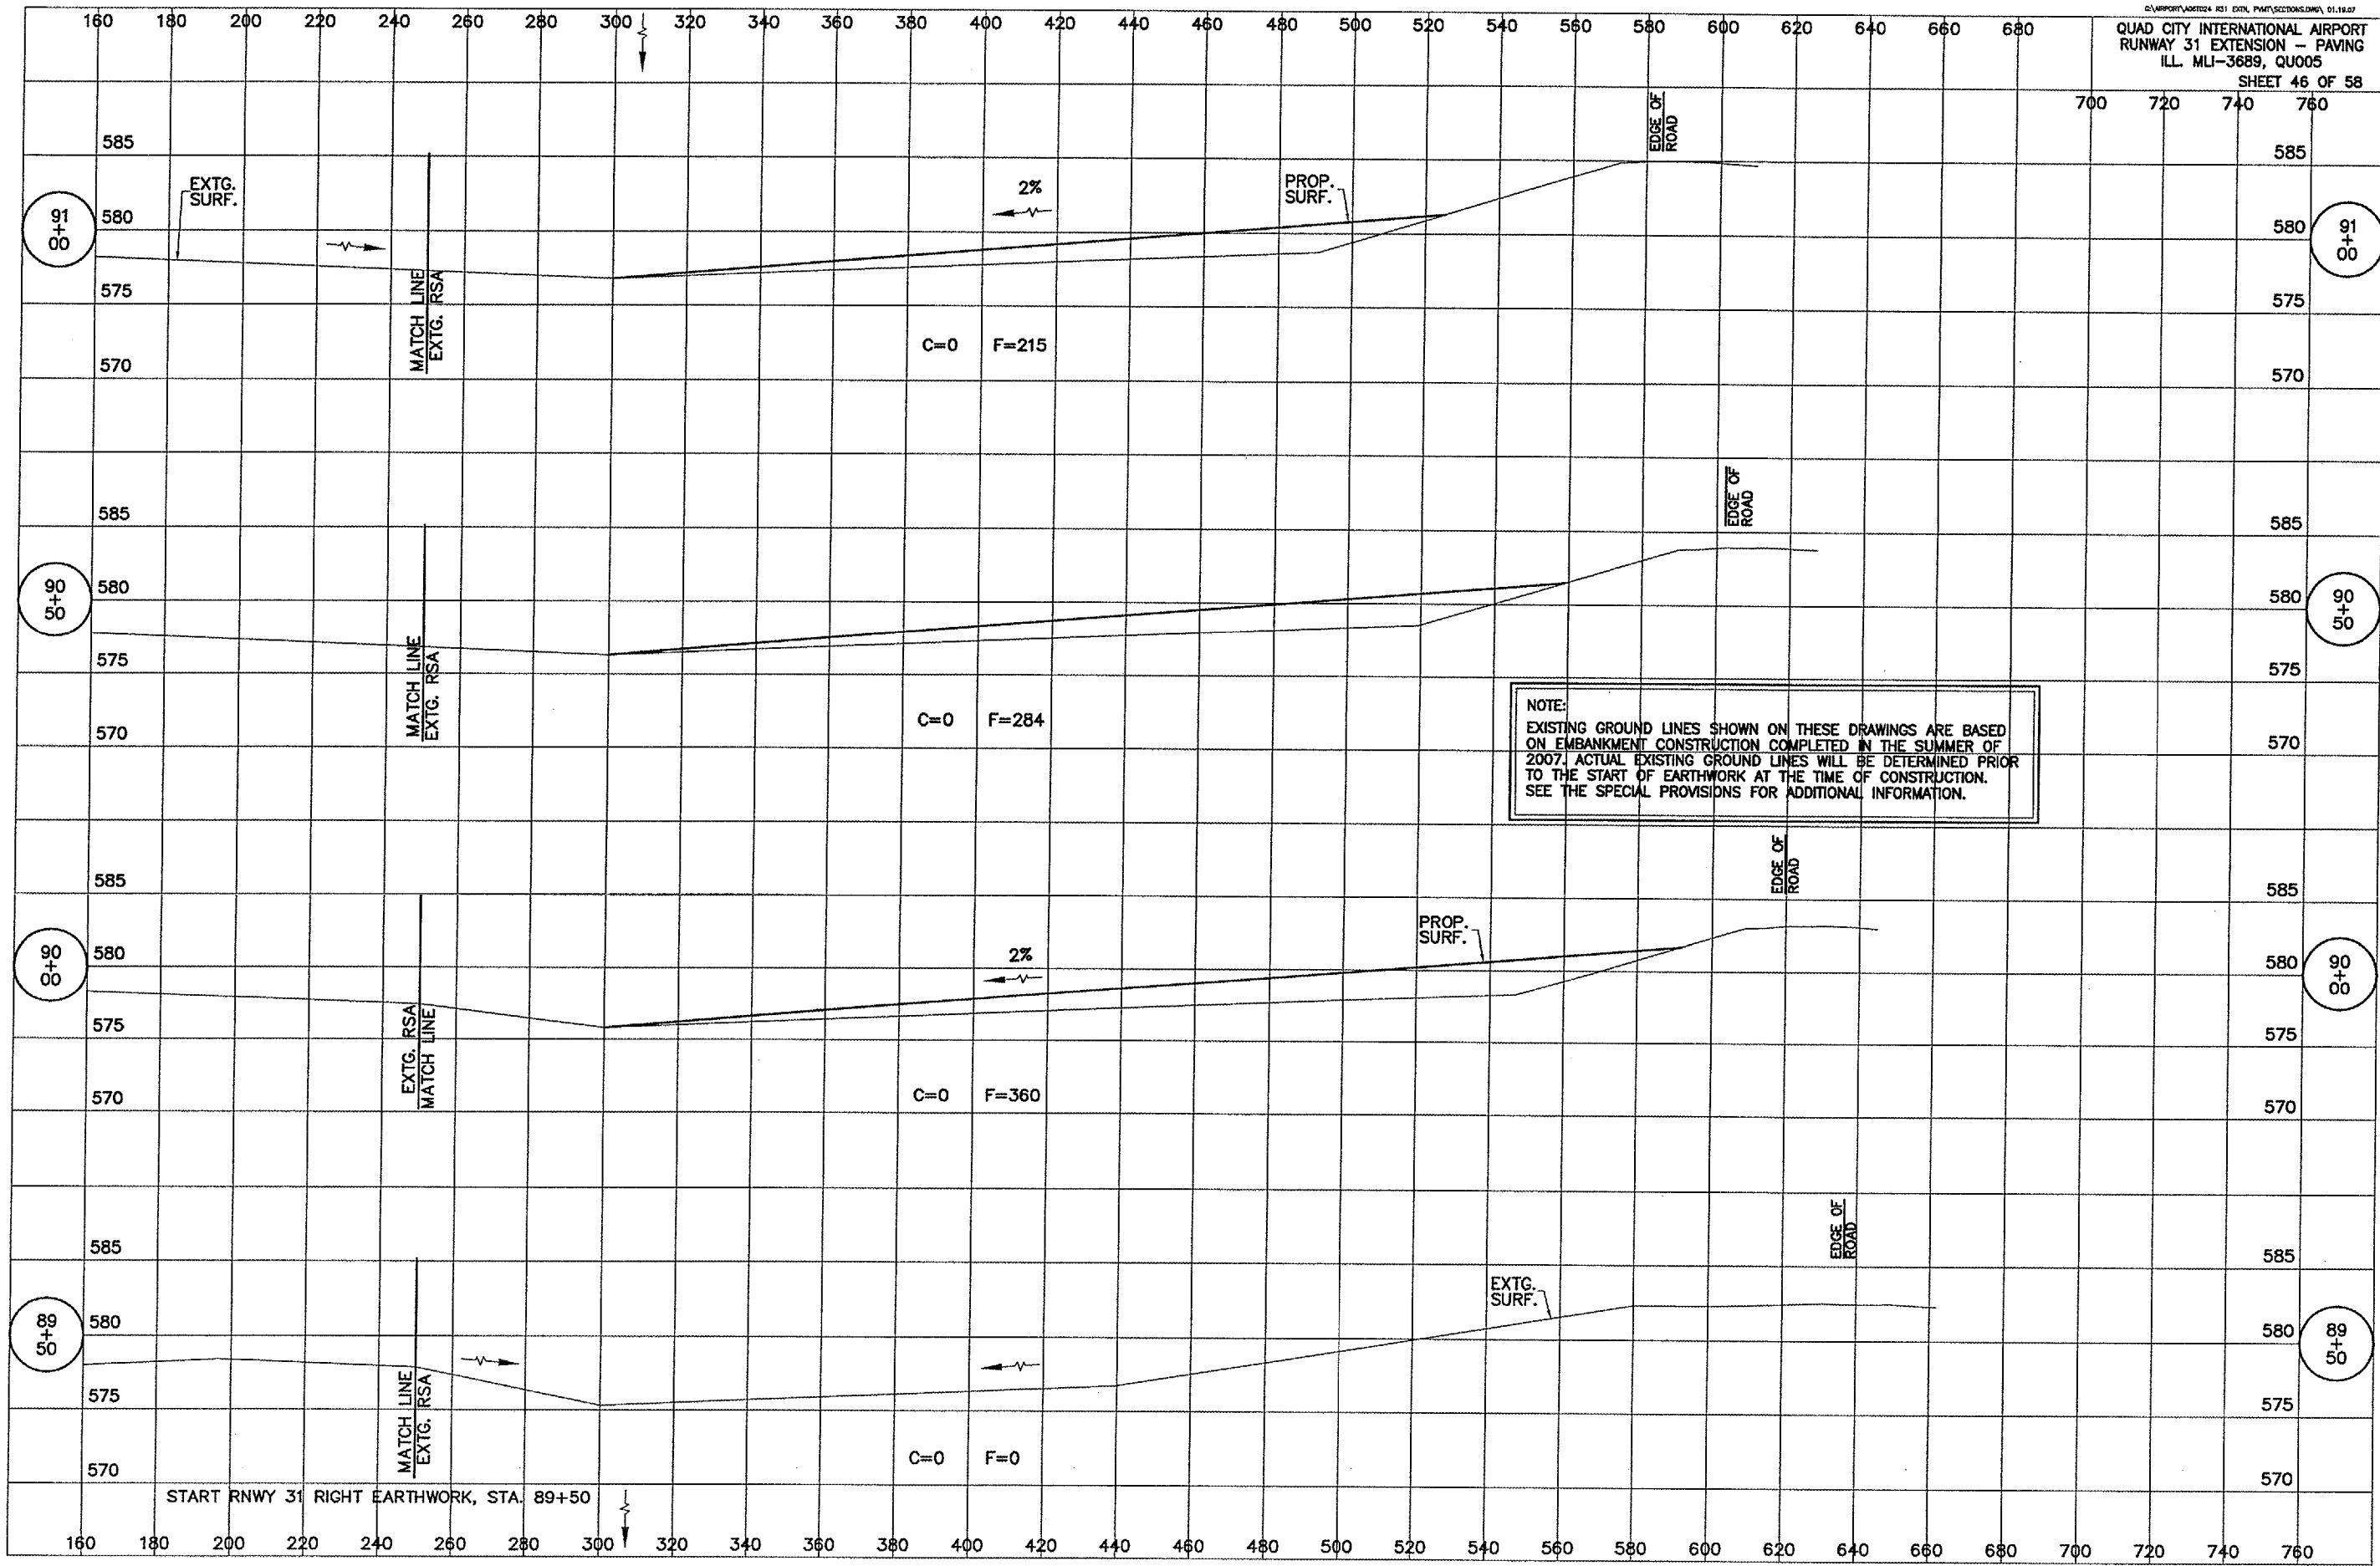 G:\AIRPORT\A06T024 R31 EXTN, PVMT\SECTIONS.DWG\ 01.19.07
QUAD CITY INTERNATIONAL AIRPORT
RUNWAY 31 EXTENSION – PAVING
ILL. MLI-3689, QU005
SHEET 46 OF 58
160 180 200 220 240 260 280 300 320 340 360 380 400 420 440 460 480 500 520 540 560 580 600 620 640 660 680
700 720 740 760
EDGE OF
ROAD
585 585
EXTG.
SURF.
2%
PROP.
SURF.
91
+
00
580 580
91
+
00
575 575
MATCH LINE
EXTG. RSA
C=0 F=215
570 570
EDGE OF
ROAD
585 585
90
+
50
580 580
90
+
50
575 575
MATCH LINE
EXTG. RSA
C=0 F=284
570 570
NOTE:
EXISTING GROUND LINES SHOWN ON THESE DRAWINGS ARE BASED
ON EMBANKMENT CONSTRUCTION COMPLETED IN THE SUMMER OF
2007. ACTUAL EXISTING GROUND LINES WILL BE DETERMINED PRIOR
TO THE START OF EARTHWORK AT THE TIME OF CONSTRUCTION.
SEE THE SPECIAL PROVISIONS FOR ADDITIONAL INFORMATION.
EDGE OF
ROAD
585 585
PROP.
SURF.
2%
90
+
00
580 580
90
+
00
575 575
EXTG. RSA
MATCH LINE
C=0 F=360
570 570
EDGE OF
ROAD
585 585
EXTG.
SURF.
89
+
50
580 580
89
+
50
575 575
MATCH LINE
EXTG. RSA
C=0 F=0
570 570
START RNWY 31 RIGHT EARTHWORK, STA. 89+50
160 180 200 220 240 260 280 300 320 340 360 380 400 420 440 460 480 500 520 540 560 580 600 620 640 660 680 700 720 740 760